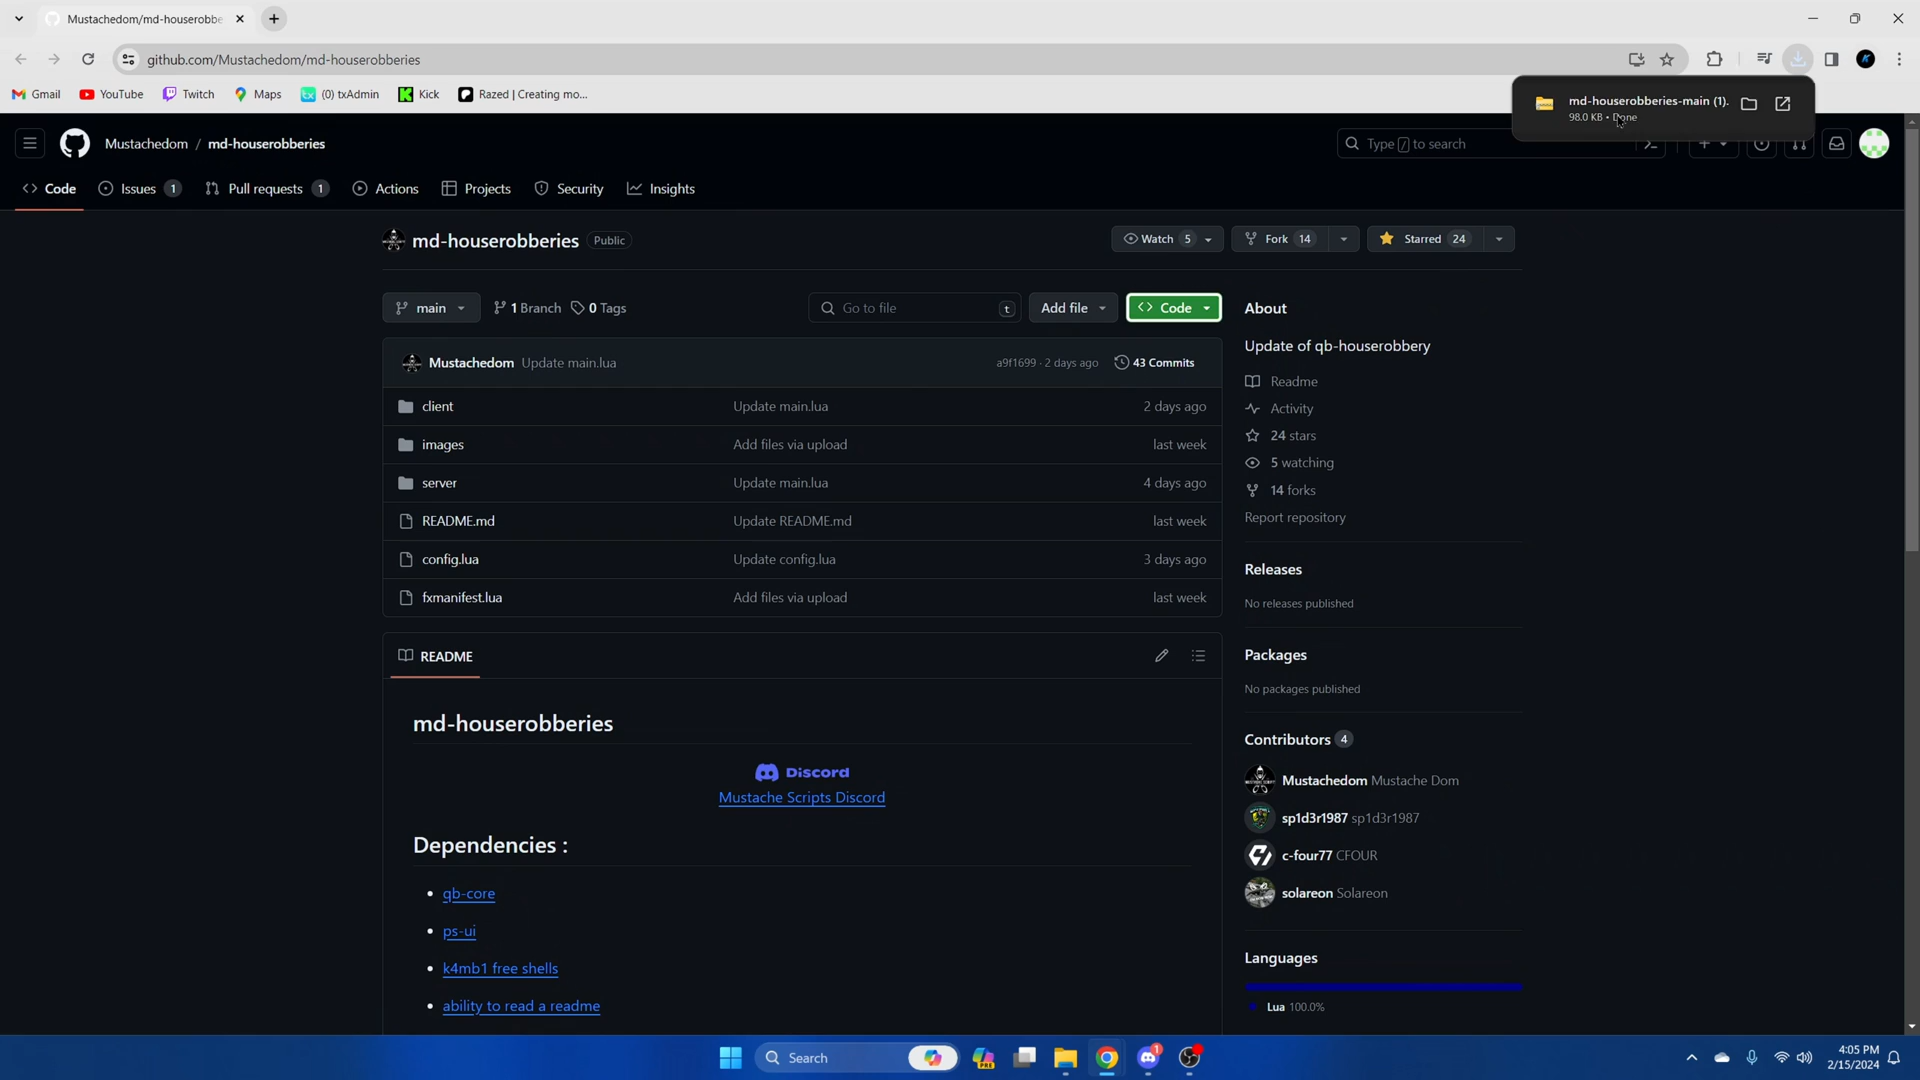 Mustachedom/md-houserobbe
github.com/Mustachedom/md-houserobberies
Gmail
YouTube
Twitch
Maps
(0) txAdmin
Kick
Razed | Creating mo...
md-houserobberies-main (1).
98.0 KB • Done
Mustachedom / md-houserobberies
Type / to search
Code
Issues 1
Pull requests 1
Actions
Projects
Security
Insights
md-houserobberies Public
Watch 5
Fork 14
Starred 24
main
1 Branch
0 Tags
Go to file
t
Add file
Code
Mustachedom Update main.lua
a9f1699 · 2 days ago
43 Commits
client Update main.lua 2 days ago
images Add files via upload last week
server Update main.lua 4 days ago
README.md Update README.md last week
config.lua Update config.lua 3 days ago
fxmanifest.lua Add files via upload last week
README
md-houserobberies
Discord
Mustache Scripts Discord
Dependencies :
• qb-core
• ps-ui
• k4mb1 free shells
• ability to read a readme
About
Update of qb-houserobbery
Readme
Activity
24 stars
5 watching
14 forks
Report repository
Releases
No releases published
Packages
No packages published
Contributors 4
Mustachedom Mustache Dom
sp1d3r1987 sp1d3r1987
c-four77 CFOUR
solareon Solareon
Languages
Lua 100.0%
Search
PRE
1
4:05 PM
2/15/2024